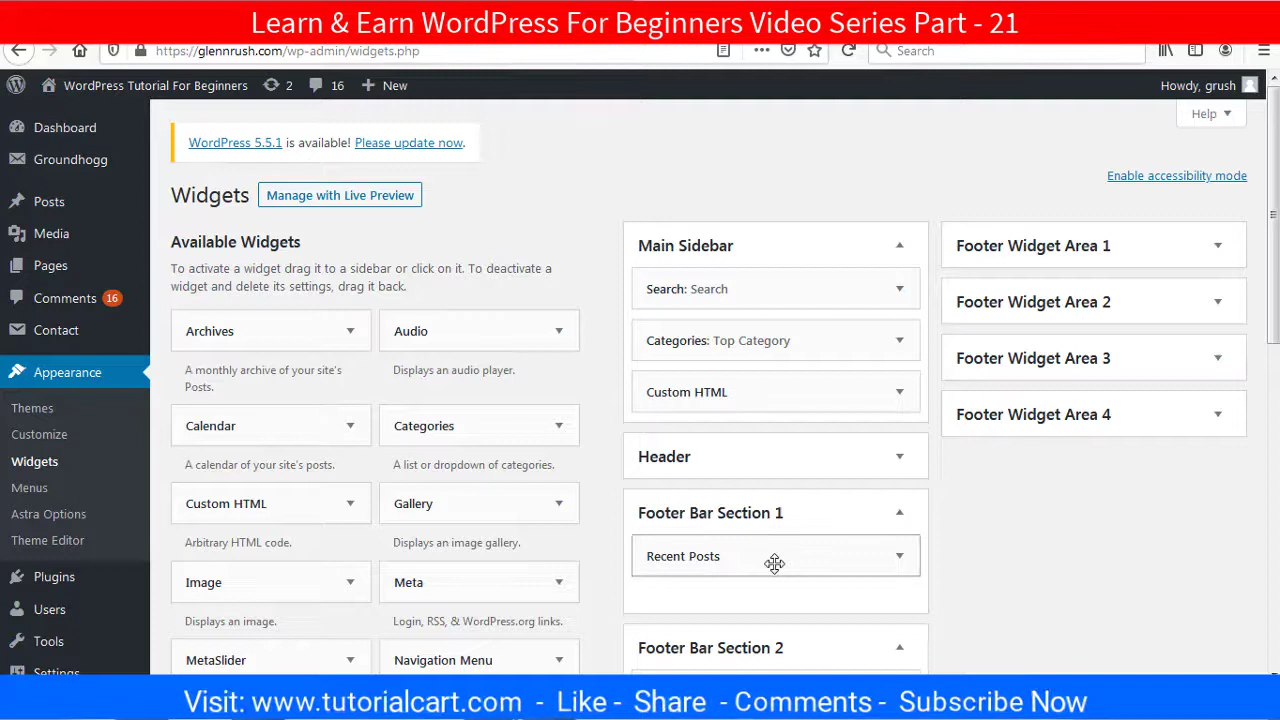 Learn & Earn WordPress For Beginners Video Series Part - 21
https://glennrush.com/wp-admin/widgets.php
Search
WordPress Tutorial For Beginners
2
16
New
Howdy, grush
Dashboard
Groundhogg
Posts
Media
Pages
Comments 16
Contact
Appearance
Themes
Customize
Widgets
Menus
Astra Options
Theme Editor
Plugins
Users
Tools
Settings
Help
WordPress 5.5.1 is available! Please update now.
Enable accessibility mode
Widgets
Manage with Live Preview
Available Widgets
To activate a widget drag it to a sidebar or click on it. To deactivate a
widget and delete its settings, drag it back.
Archives
A monthly archive of your site's
Posts.
Audio
Displays an audio player.
Calendar
A calendar of your site's posts.
Categories
A list or dropdown of categories.
Custom HTML
Arbitrary HTML code.
Gallery
Displays an image gallery.
Image
Displays an image.
Meta
Login, RSS, & WordPress.org links.
MetaSlider
Navigation Menu
Main Sidebar
Search: Search
Categories: Top Category
Custom HTML
Header
Footer Bar Section 1
Recent Posts
Footer Bar Section 2
Footer Widget Area 1
Footer Widget Area 2
Footer Widget Area 3
Footer Widget Area 4
Visit: www.tutorialcart.com - Like - Share - Comments - Subscribe Now